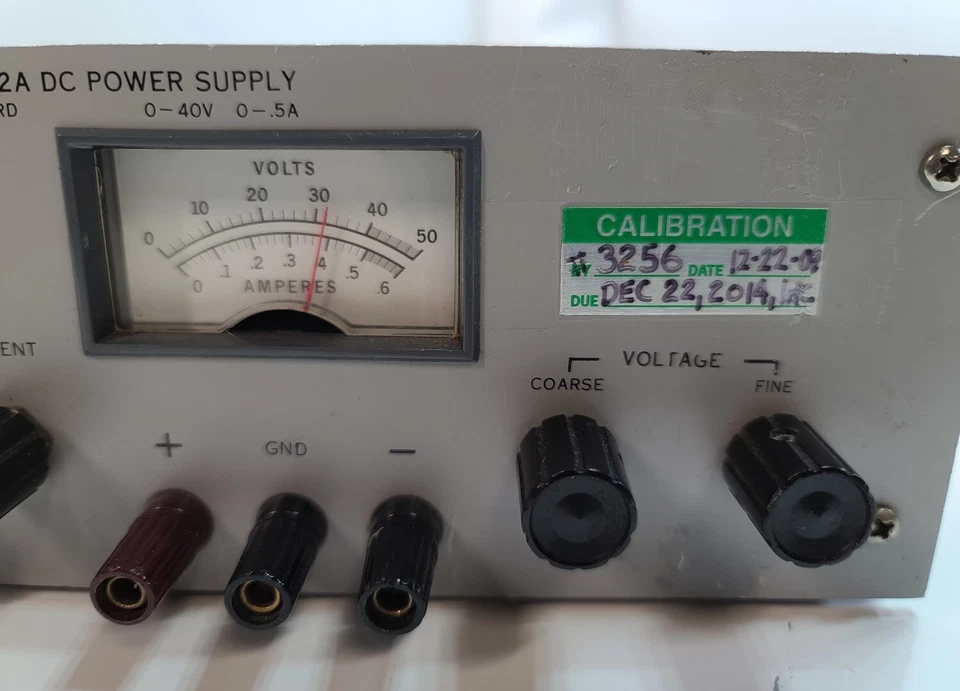 2A DC POWER SUPPLY
RD 0-40V 0-.5A
VOLTS
0 10 20 30 40 50
0 .1 .2 .3 .4 .5 .6
AMPERES
CALIBRATION
# BY 3256 DATE 12-22-09
DUE DEC 22, 2014,
ENT
VOLTAGE
COARSE FINE
+ GND -